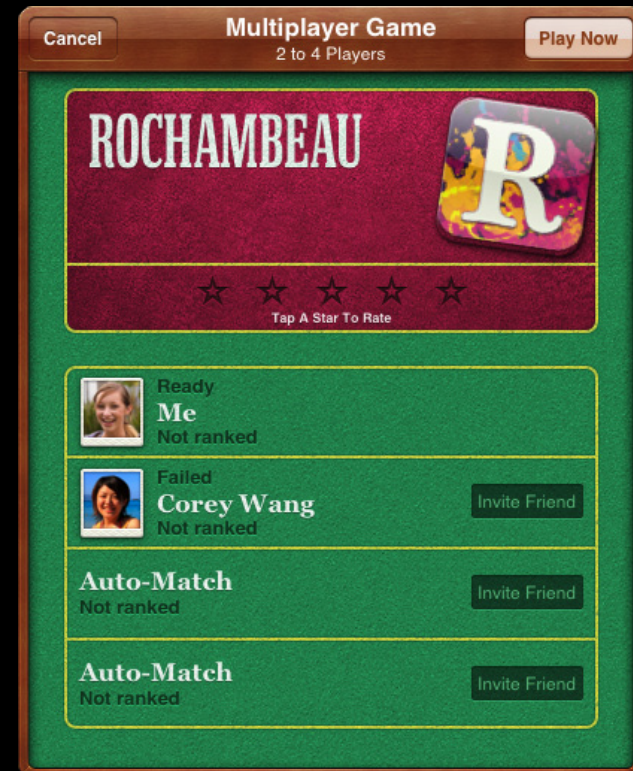 Cancel
Multiplayer Game
2 to 4 Players
Play Now
ROCHAMBEAU
R
Tap A Star To Rate
Ready
Me
Not ranked
Failed
Corey Wang
Not ranked
Invite Friend
Auto-Match
Not ranked
Invite Friend
Auto-Match
Not ranked
Invite Friend